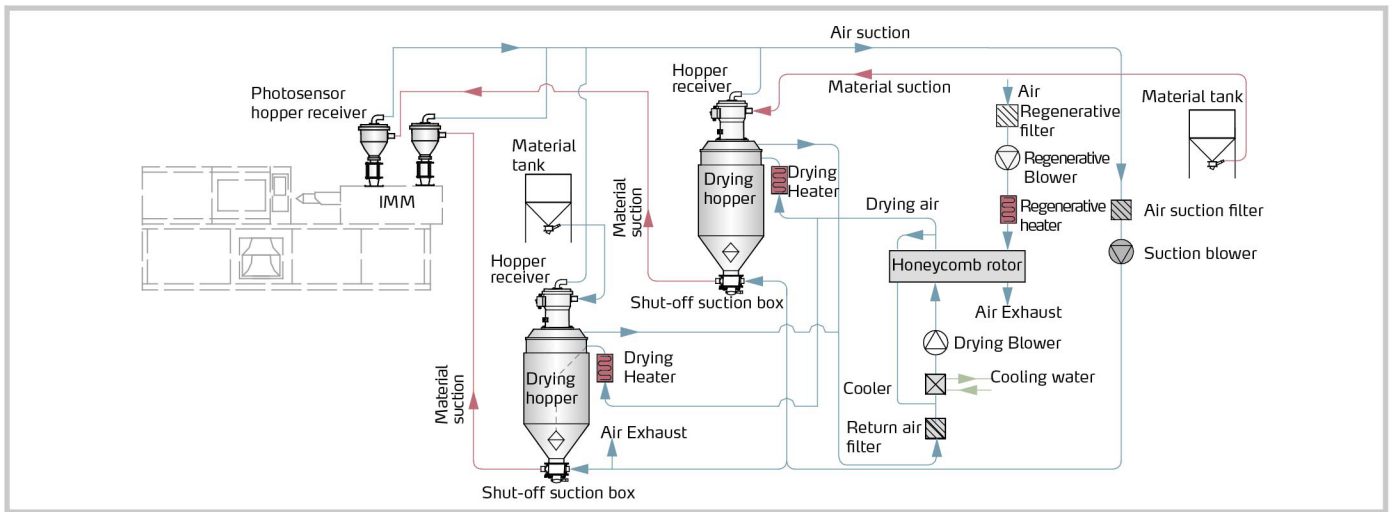 Air suction
Hopper
receiver
Material suction
Photosensor
hopper receiver
Air
Regenerative
filter
Material tank
Material
tank
Regenerative
Blower
Drying
hopper
Drying
Heater
IMM
Material
suction
Drying air
Regenerative
heater
Air suction filter
Suction blower
Hopper
receiver
Honeycomb rotor
Shut-off suction box
Air Exhaust
Drying Blower
Drying
Heater
Drying
hopper
Cooler
Cooling water
Material
suction
Air Exhaust
Return air
filter
Shut-off suction box